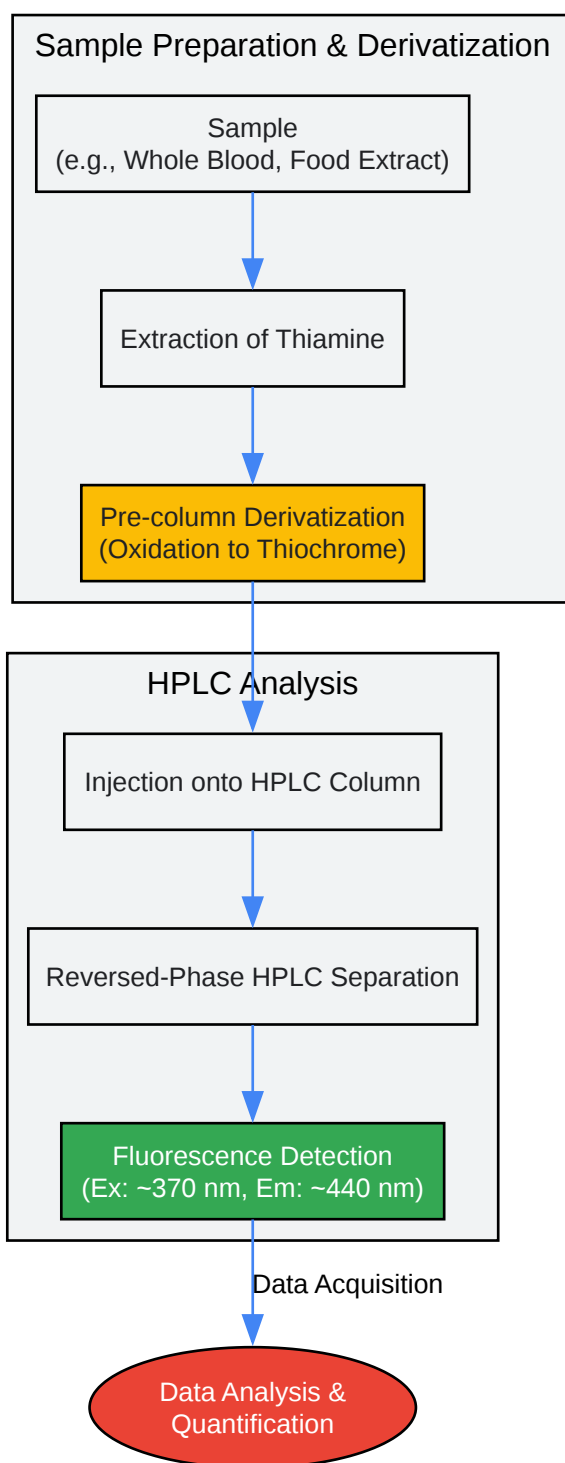 Sample Preparation & Derivatization
Sample
(e.g., Whole Blood, Food Extract)
Extraction of Thiamine
Pre-column Derivatization
(Oxidation to Thiochrome)
HPLC Analysis
Injection onto HPLC Column
Reversed-Phase HPLC Separation
Fluorescence Detection
(Ex: ~370 nm, Em: ~440 nm)
Data Acquisition
Data Analysis &
Quantification